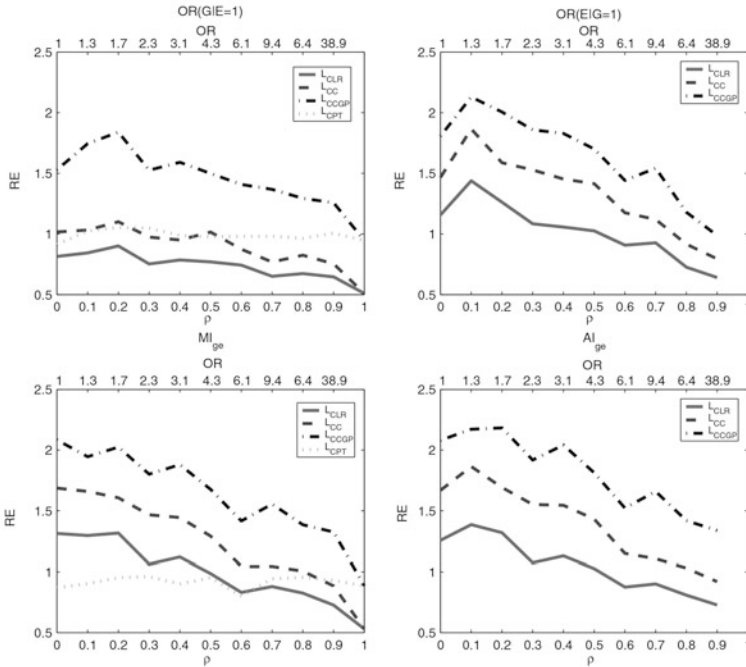 OR(G|E=1)
OR
1 1.3 1.7 2.3 3.1 4.3 6.1 9.4 6.4 38.9
2.5
2
1.5
1
0.5
RE
L_CLR
L_CC
L_CCGP
L_CPT
0 0.1 0.2 0.3 0.4 0.5 0.6 0.7 0.8 0.9 1
ρ
OR(E|G=1)
OR
1 1.3 1.7 2.3 3.1 4.3 6.1 9.4 6.4 38.9
2.5
2
1.5
1
0.5
RE
L_CLR
L_CC
L_CCGP
0 0.1 0.2 0.3 0.4 0.5 0.6 0.7 0.8 0.9 1
ρ
MI_ge
OR
1 1.3 1.7 2.3 3.1 4.3 6.1 9.4 6.4 38.9
2.5
2
1.5
1
0.5
RE
L_CLR
L_CC
L_CCGP
L_CPT
0 0.1 0.2 0.3 0.4 0.5 0.6 0.7 0.8 0.9 1
ρ
AI_ge
OR
1 1.3 1.7 2.3 3.1 4.3 6.1 9.4 6.4 38.9
2.5
2
1.5
1
0.5
RE
L_CLR
L_CC
L_CCGP
0 0.1 0.2 0.3 0.4 0.5 0.6 0.7 0.8 0.9 1
ρ